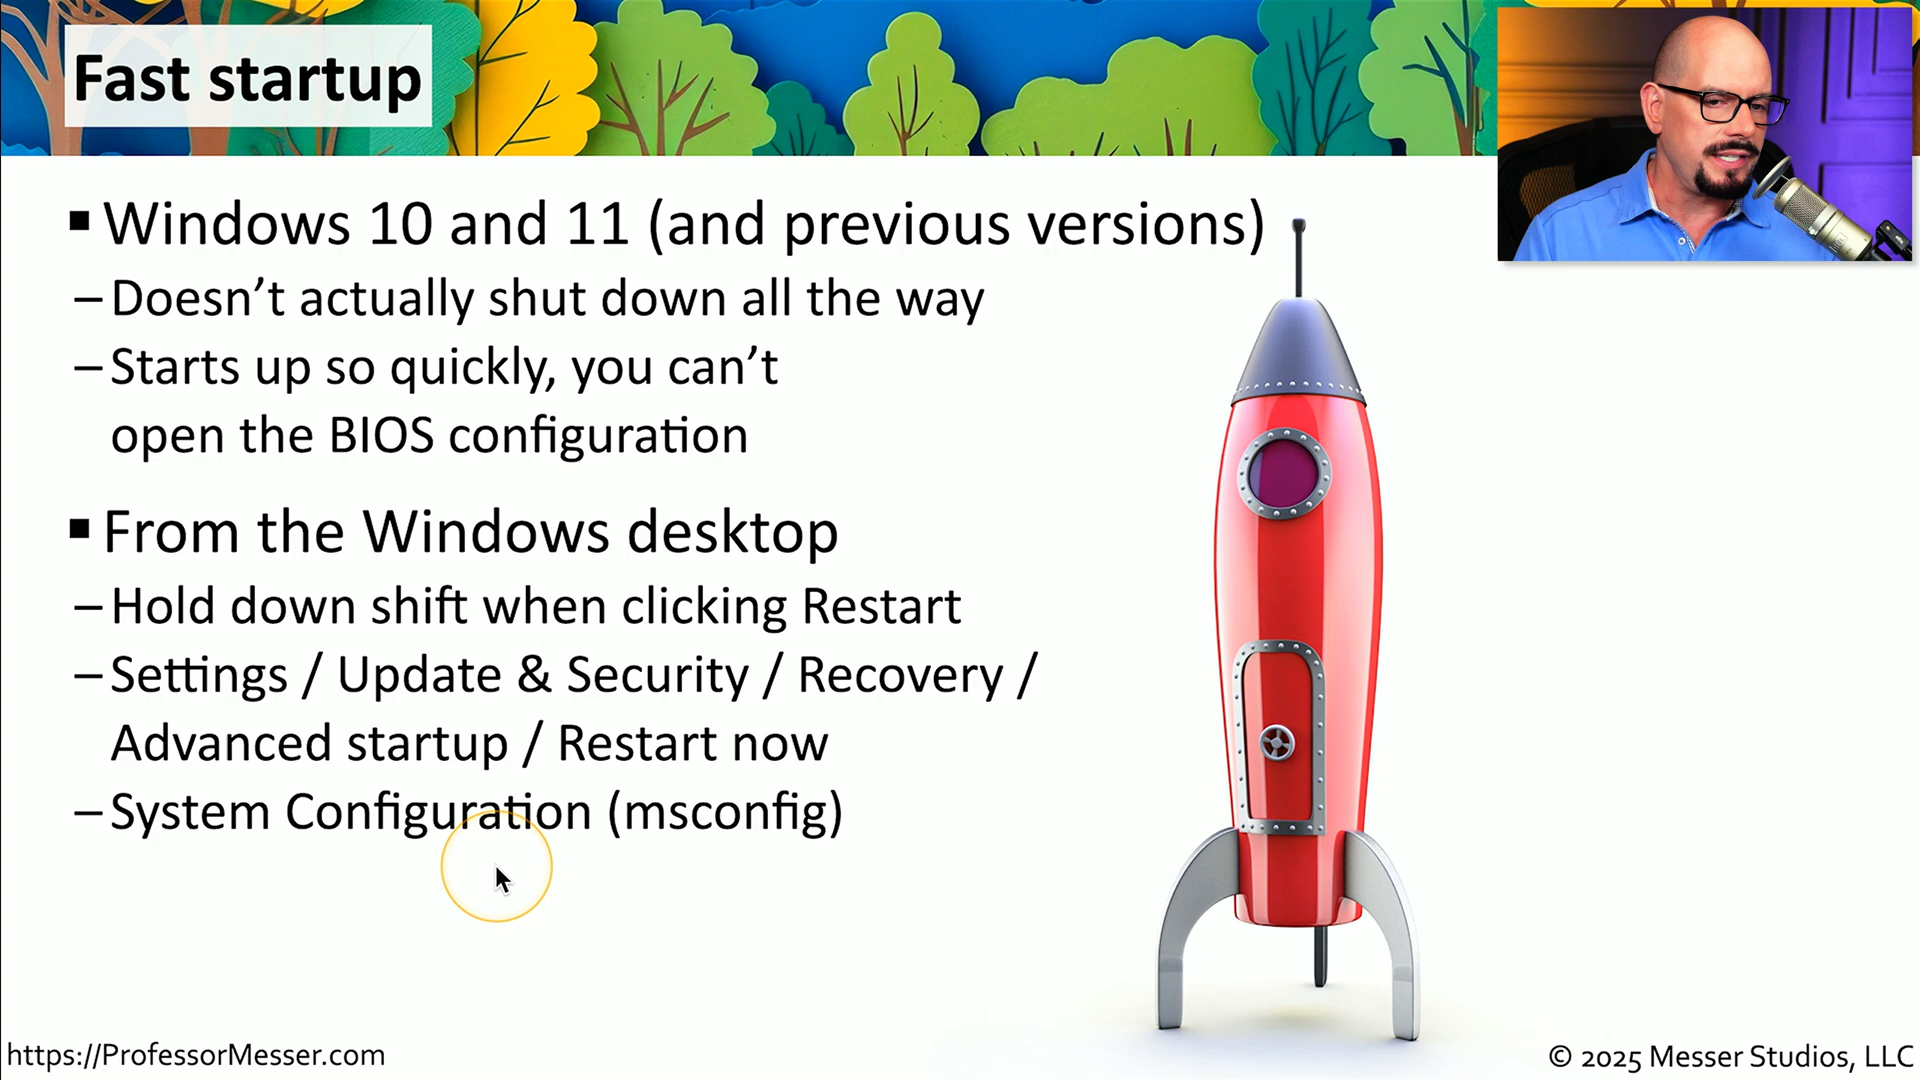 Fast startup
▪ Windows 10 and 11 (and previous versions)
– Doesn’t actually shut down all the way
– Starts up so quickly, you can’t
open the BIOS configuration
▪ From the Windows desktop
– Hold down shift when clicking Restart
– Settings / Update & Security / Recovery /
Advanced startup / Restart now
– System Configuration (msconfig)
https://ProfessorMesser.com
© 2025 Messer Studios, LLC